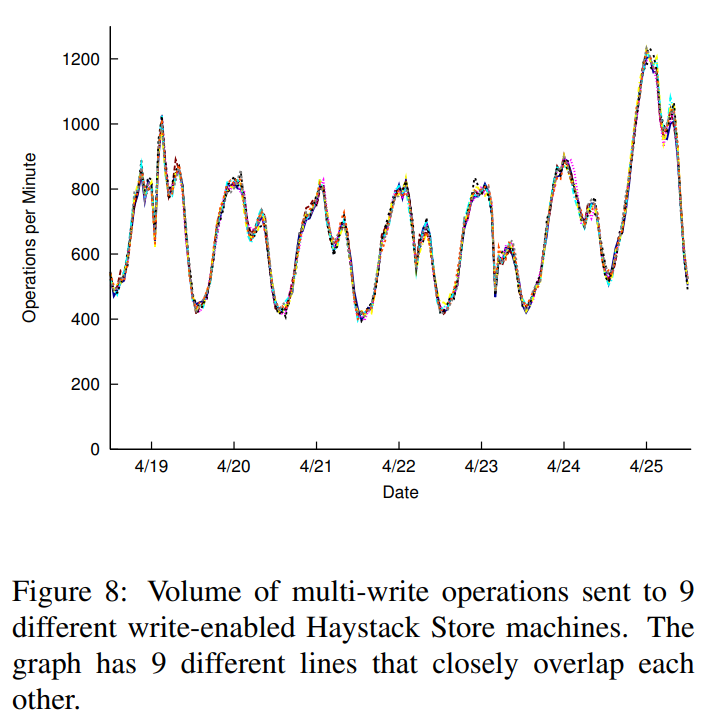 1200
1000
800
600
400
200
0
Operations per Minute
4/19 4/20 4/21 4/22 4/23 4/24 4/25
Date
Figure 8: Volume of multi-write operations sent to 9
different write-enabled Haystack Store machines. The
graph has 9 different lines that closely overlap each
other.